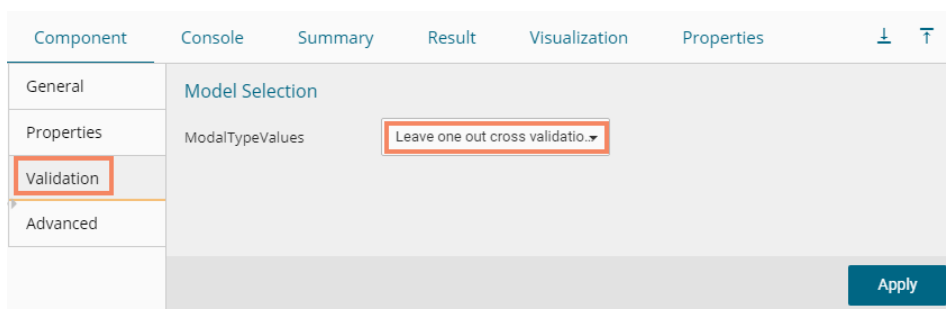 Component Console Summary Result Visualization Properties
General
Model Selection
Properties
ModalTypeValues Leave one out cross validatio..
Validation
Advanced
Apply